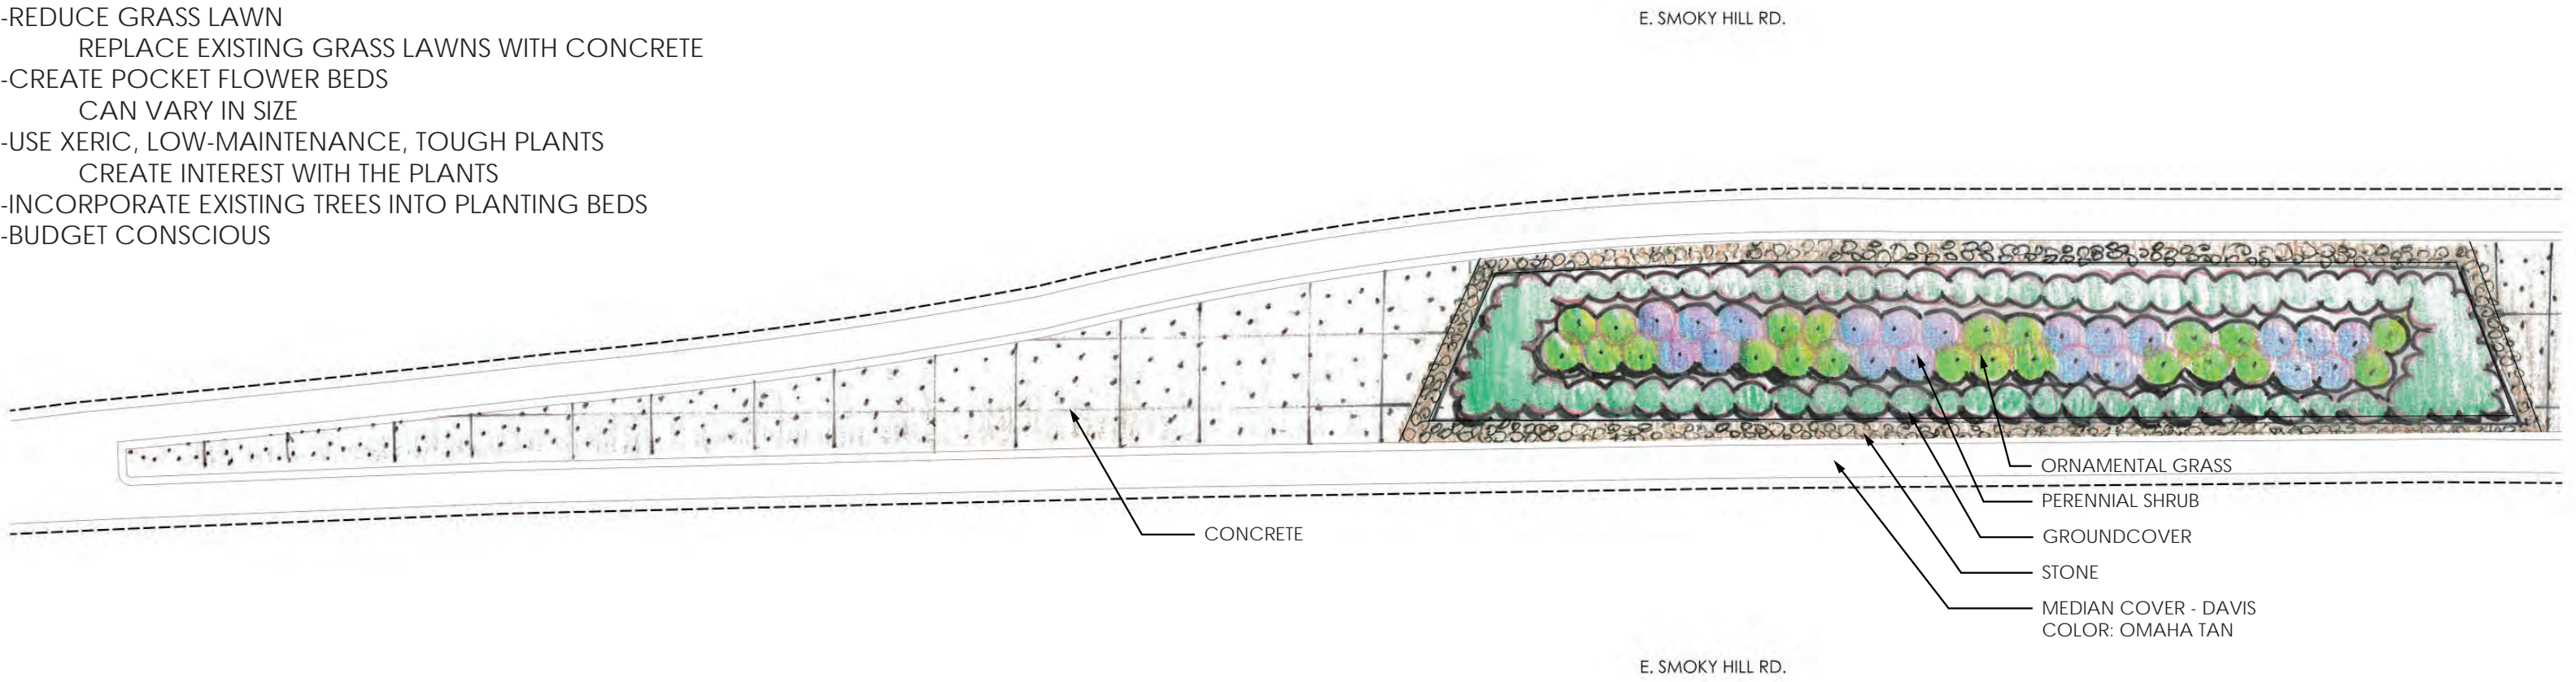 -REDUCE GRASS LAWN
REPLACE EXISTING GRASS LAWNS WITH CONCRETE
-CREATE POCKET FLOWER BEDS
CAN VARY IN SIZE
-USE XERIC, LOW-MAINTENANCE, TOUGH PLANTS
CREATE INTEREST WITH THE PLANTS
-INCORPORATE EXISTING TREES INTO PLANTING BEDS
-BUDGET CONSCIOUS
E. SMOKY HILL RD.
CONCRETE
ORNAMENTAL GRASS
PERENNIAL SHRUB
GROUNDCOVER
STONE
MEDIAN COVER - DAVIS
COLOR: OMAHA TAN
E. SMOKY HILL RD.